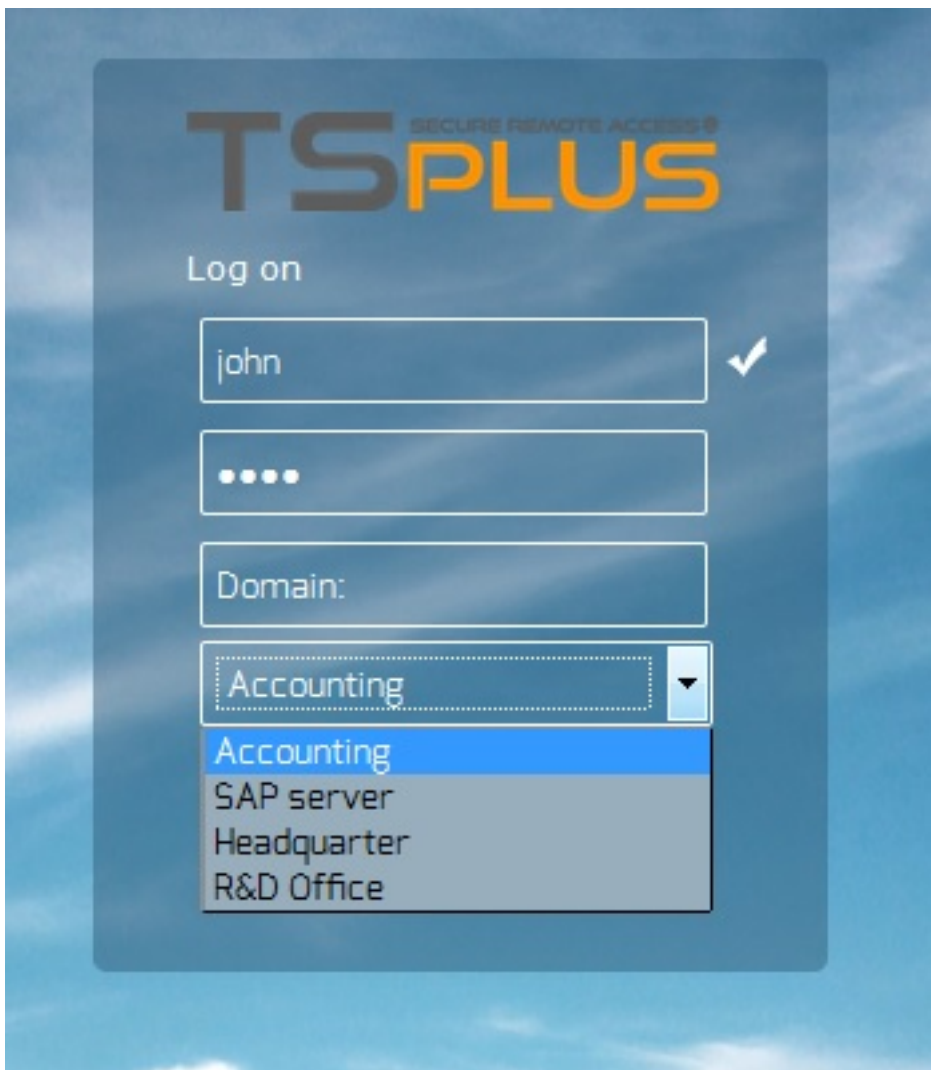 TSPLUS
SECURE REMOTE ACCESS
Log on
john
••••
Domain:
Accounting
Accounting
SAP server
Headquarter
R&D Office